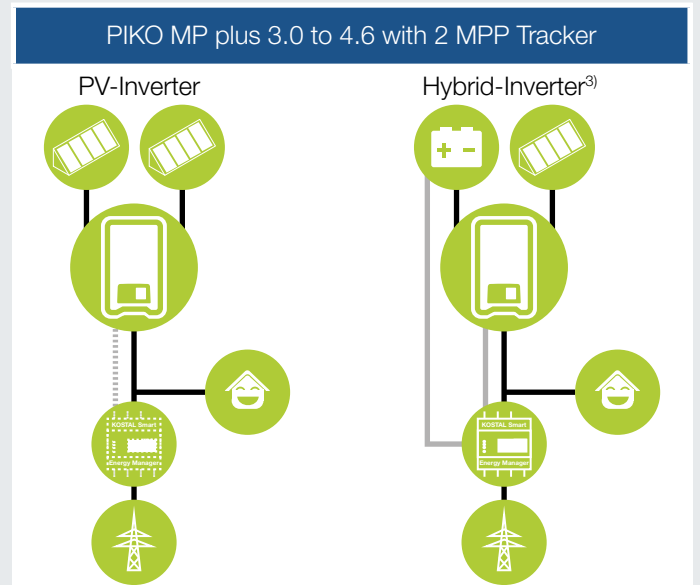 PIKO MP plus 3.0 to 4.6 with 2 MPP Tracker
PV-Inverter
Hybrid-Inverter³⁾
+ -
KOSTAL Smart
Energy Manager
KOSTAL Smart
Energy Manager